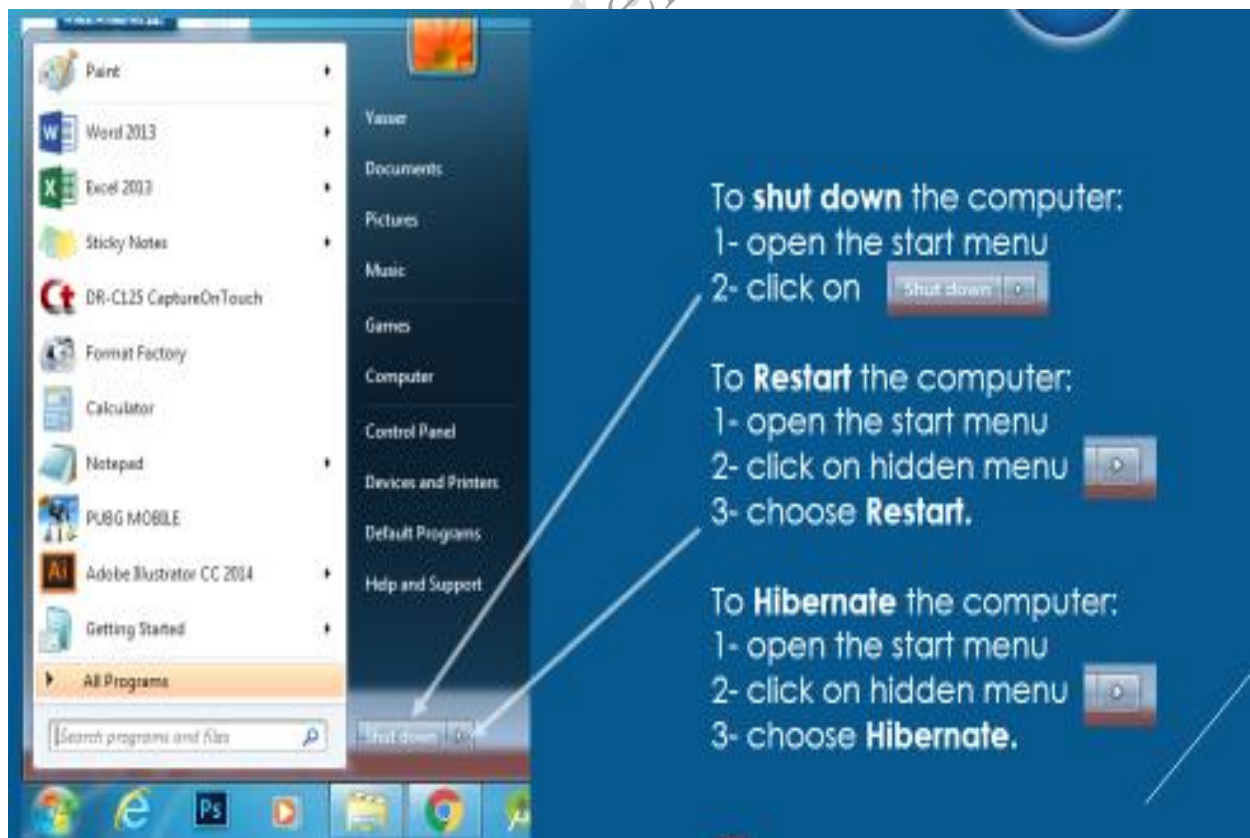 Paint
Word 2013
Excel 2013
Sticky Notes
DR-C125 CaptureOnTouch
Format Factory
Calculator
Notepad
PUBG MOBILE
Adobe Illustrator CC 2014
Getting Started
All Programs
Search programs and files
Yasser
Documents
Pictures
Music
Games
Computer
Control Panel
Devices and Printers
Default Programs
Help and Support
Shut down
Ps
To shut down the computer:
1- open the start menu
2- click on Shut down
To Restart the computer:
1- open the start menu
2- click on hidden menu
3- choose Restart.
To Hibernate the computer:
1- open the start menu
2- click on hidden menu
3- choose Hibernate.